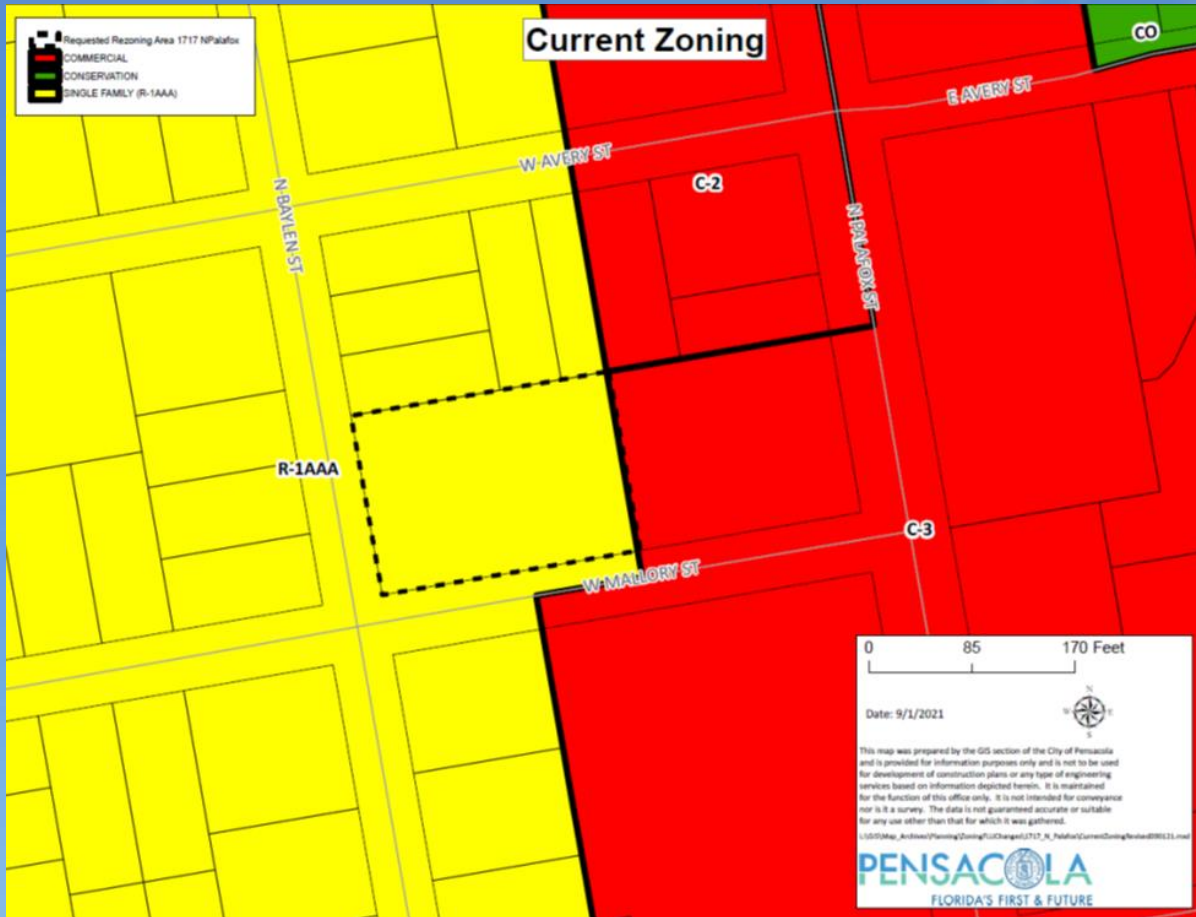 Current Zoning
Requested Rezoning Area 1717 NPalafox
COMMERCIAL
CONSERVATION
SINGLE FAMILY (R-1AAA)
CO
E AVERY ST
W AVERY ST
C-2
N BAYLEN ST
N PALAFOX ST
R-1AAA
C-3
W MALLORY ST
0 85 170 Feet
N
W E
S
Date: 9/1/2021
This map was prepared by the GIS section of the City of Pensacola
and is provided for information purposes only and is not to be used
for development of construction plans or any type of engineering
services based on information depicted herein. It is maintained
for the function of this office only. It is not intended for conveyance
nor is it a survey. The data is not guaranteed accurate or suitable
for any use other than that for which it was gathered.
PENSACOLA
FLORIDA'S FIRST & FUTURE